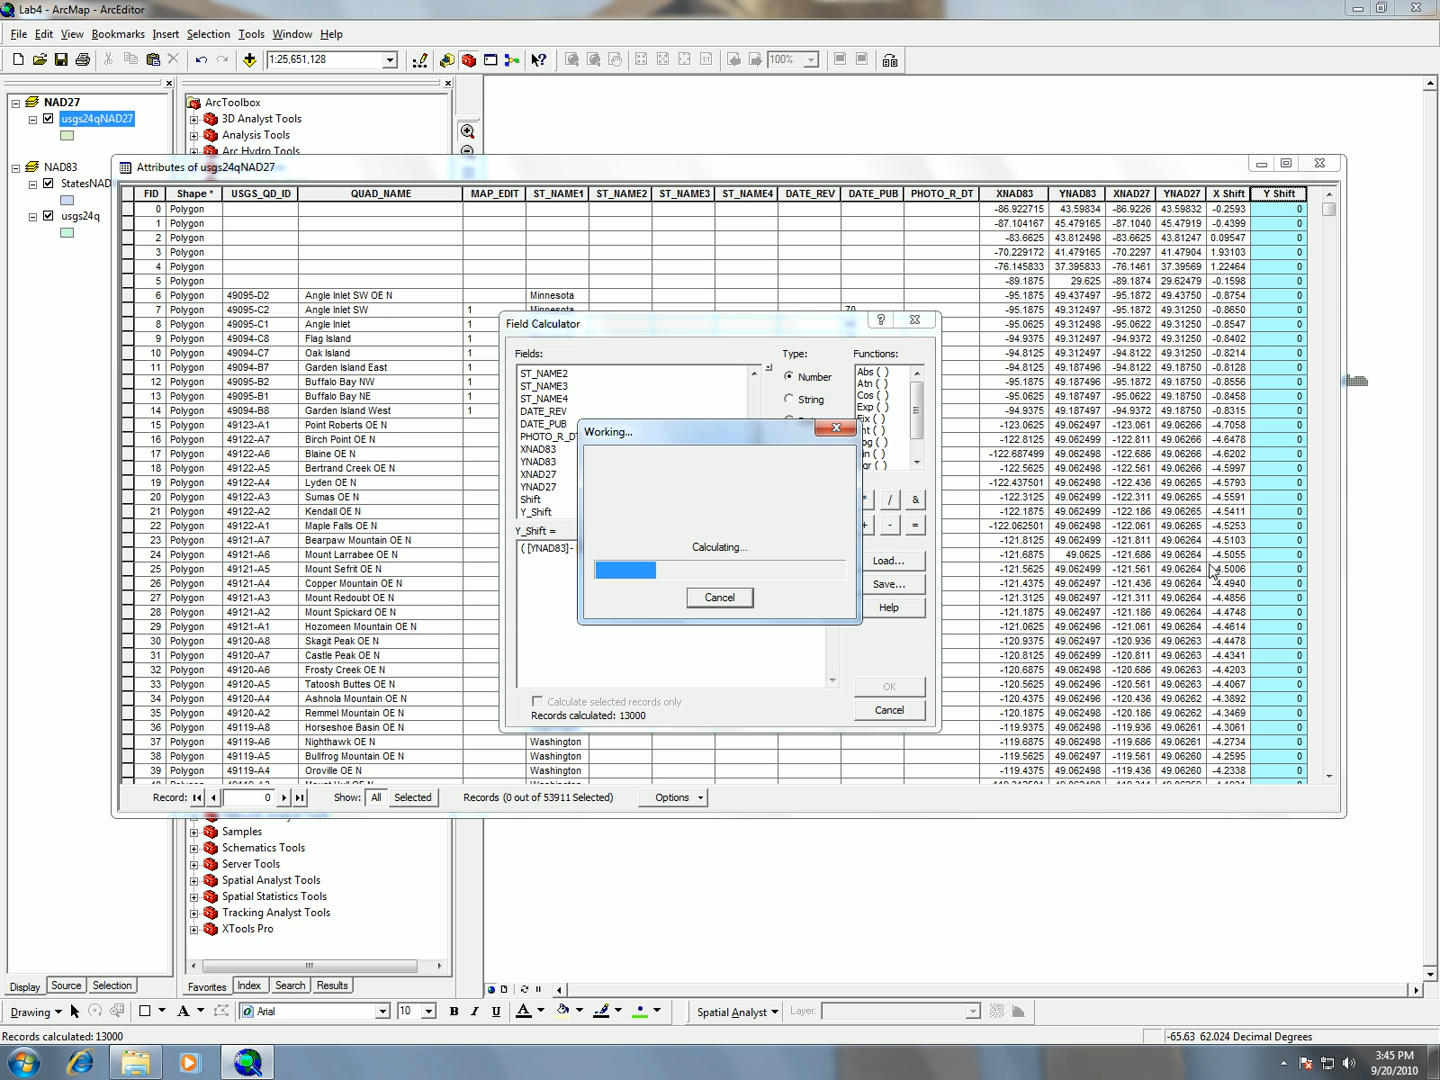 Lab4 - ArcMap - ArcEditor
File Edit View Bookmarks Insert Selection Tools Window Help
1:25,651,128
100%
NAD27
usgs24qNAD27
NAD83
StatesNAD
usgs24q
ArcToolbox
3D Analyst Tools
Analysis Tools
Arc Hydro Tools
Attributes of usgs24qNAD27
FID Shape * USGS_QD_ID QUAD_NAME MAP_EDIT ST_NAME1 ST_NAME2 ST_NAME3 ST_NAME4 DATE_REV DATE_PUB PHOTO_R_DT XNAD83 YNAD83 XNAD27 YNAD27 X Shift Y Shift
0 Polygon -86.922715 43.59834 -86.9226 43.59832 -0.2593 0
1 Polygon -87.104167 45.479165 -87.1040 45.47919 -0.4399 0
2 Polygon -83.6625 43.812498 -83.6625 43.81247 0.09547 0
3 Polygon -70.229172 41.479165 -70.2297 41.47904 1.93103 0
4 Polygon -76.145833 37.395833 -76.1461 37.39569 1.22464 0
5 Polygon -89.1874 29.625 -89.1874 29.62479 -0.1598 0
6 Polygon 49095-D2 Angle Inlet SW OE N Minnesota -95.1875 49.437497 -95.1872 49.43750 -0.8754 0
7 Polygon 49095-C2 Angle Inlet SW 1 Minnesota 70 -95.1875 49.312498 -95.1872 49.31250 -0.8650 0
8 Polygon 49095-C1 Angle Inlet 1 -95.0625 49.312498 -95.0622 49.31250 -0.8547 0
9 Polygon 49094-C8 Flag Island 1 -94.9375 49.312498 -94.9372 49.31250 -0.8402 0
10 Polygon 49094-C7 Oak Island 1 -94.8125 49.312498 -94.8122 49.31250 -0.8214 0
11 Polygon 49094-B7 Garden Island East 1 -94.8125 49.187498 -94.8122 49.18750 -0.8128 0
12 Polygon 49095-B2 Buffalo Bay NW 1 -95.1875 49.187498 -95.1872 49.18750 -0.8556 0
13 Polygon 49095-B1 Buffalo Bay NE 1 -95.0625 49.187498 -95.0622 49.18750 -0.8458 0
14 Polygon 49094-B8 Garden Island West 1 -94.9375 49.187498 -94.9372 49.18750 -0.8315 0
15 Polygon 49123-A1 Point Roberts OE N -123.0625 49.062499 -123.061 49.06265 -4.7058 0
16 Polygon 49122-A7 Birch Point OE N -122.8125 49.062499 -122.811 49.06265 -4.6478 0
17 Polygon 49122-A6 Blaine OE N -122.687499 49.062499 -122.686 49.06265 -4.6202 0
18 Polygon 49122-A5 Bertrand Creek OE N -122.5625 49.062499 -122.561 49.06265 -4.5997 0
19 Polygon 49122-A4 Lyden OE N -122.437501 49.062499 -122.436 49.06265 -4.5793 0
20 Polygon 49122-A3 Sumas OE N -122.3125 49.062499 -122.311 49.06265 -4.5591 0
21 Polygon 49122-A2 Kendall OE N -122.1875 49.062499 -122.186 49.06265 -4.5411 0
22 Polygon 49122-A1 Maple Falls OE N -122.062501 49.062499 -122.061 49.06265 -4.5253 0
23 Polygon 49121-A7 Bearpaw Mountain OE N -121.8125 49.062499 -121.811 49.06264 -4.5103 0
24 Polygon 49121-A6 Mount Larrabee OE N -121.6875 49.0625 -121.686 49.06264 -4.5055 0
25 Polygon 49121-A5 Mount Sefrit OE N -121.5625 49.062499 -121.561 49.06264 -4.5006 0
26 Polygon 49121-A4 Copper Mountain OE N -121.4375 49.062499 -121.436 49.06264 -4.4940 0
27 Polygon 49121-A3 Mount Redoubt OE N -121.3125 49.062499 -121.311 49.06264 -4.4856 0
28 Polygon 49121-A2 Mount Spickard OE N -121.1875 49.062499 -121.186 49.06264 -4.4748 0
29 Polygon 49121-A1 Hozomeen Mountain OE N -121.0625 49.062499 -121.061 49.06264 -4.4614 0
30 Polygon 49120-A8 Skagit Peak OE N -120.9375 49.062499 -120.936 49.06263 -4.4478 0
31 Polygon 49120-A7 Castle Peak OE N -120.8125 49.062499 -120.811 49.06263 -4.4341 0
32 Polygon 49120-A6 Frosty Creek OE N -120.6875 49.062499 -120.686 49.06263 -4.4203 0
33 Polygon 49120-A5 Tatoosh Buttes OE N -120.5625 49.062499 -120.561 49.06263 -4.4067 0
34 Polygon 49120-A4 Ashnola Mountain OE N -120.4375 49.062499 -120.436 49.06262 -4.3892 0
35 Polygon 49120-A2 Remmel Mountain OE N -120.1875 49.062499 -120.186 49.06262 -4.3469 0
36 Polygon 49119-A8 Horseshoe Basin OE N -119.9375 49.062498 -119.936 49.06261 -4.3061 0
37 Polygon 49119-A6 Nighthawk OE N Washington -119.6875 49.062499 -119.686 49.06261 -4.2734 0
38 Polygon 49119-A5 Bullfrog Mountain OE N Washington -119.5625 49.062499 -119.561 49.06260 -4.2595 0
39 Polygon 49119-A4 Oroville OE N Washington -119.4375 49.062499 -119.436 49.06260 -4.2338 0
Record: 0 Show: All Selected Records (0 out of 53911 Selected) Options
Field Calculator
Fields: Type: Functions:
ST_NAME2
ST_NAME3
ST_NAME4
DATE_REV
DATE_PUB
PHOTO_R_DT
XNAD83
YNAD83
XNAD27
YNAD27
Shift
Y_Shift
Number
String
Abs ( )
Atn ( )
Cos ( )
Exp ( )
Y_Shift =
( [YNAD83]-
/ &
- =
Load...
Save...
Help
Calculate selected records only
Records calculated: 13000
OK
Cancel
Working...
Calculating...
Cancel
Samples
Schematics Tools
Server Tools
Spatial Analyst Tools
Spatial Statistics Tools
Tracking Analyst Tools
XTools Pro
Display Source Selection
Favorites Index Search Results
Drawing A Arial 10 B I U A Spatial Analyst Layer:
Records calculated: 13000
-65.63 62.024 Decimal Degrees
3:45 PM
9/20/2010